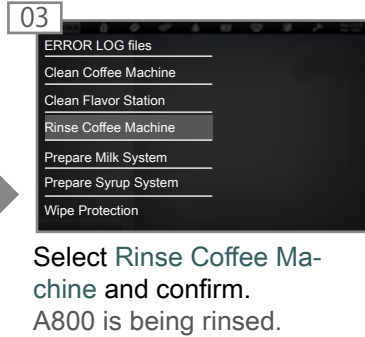 03
ERROR LOG files
Clean Coffee Machine
Clean Flavor Station
Rinse Coffee Machine
Prepare Milk System
Prepare Syrup System
Wipe Protection
Select Rinse Coffee Ma-
chine and confirm.
A800 is being rinsed.